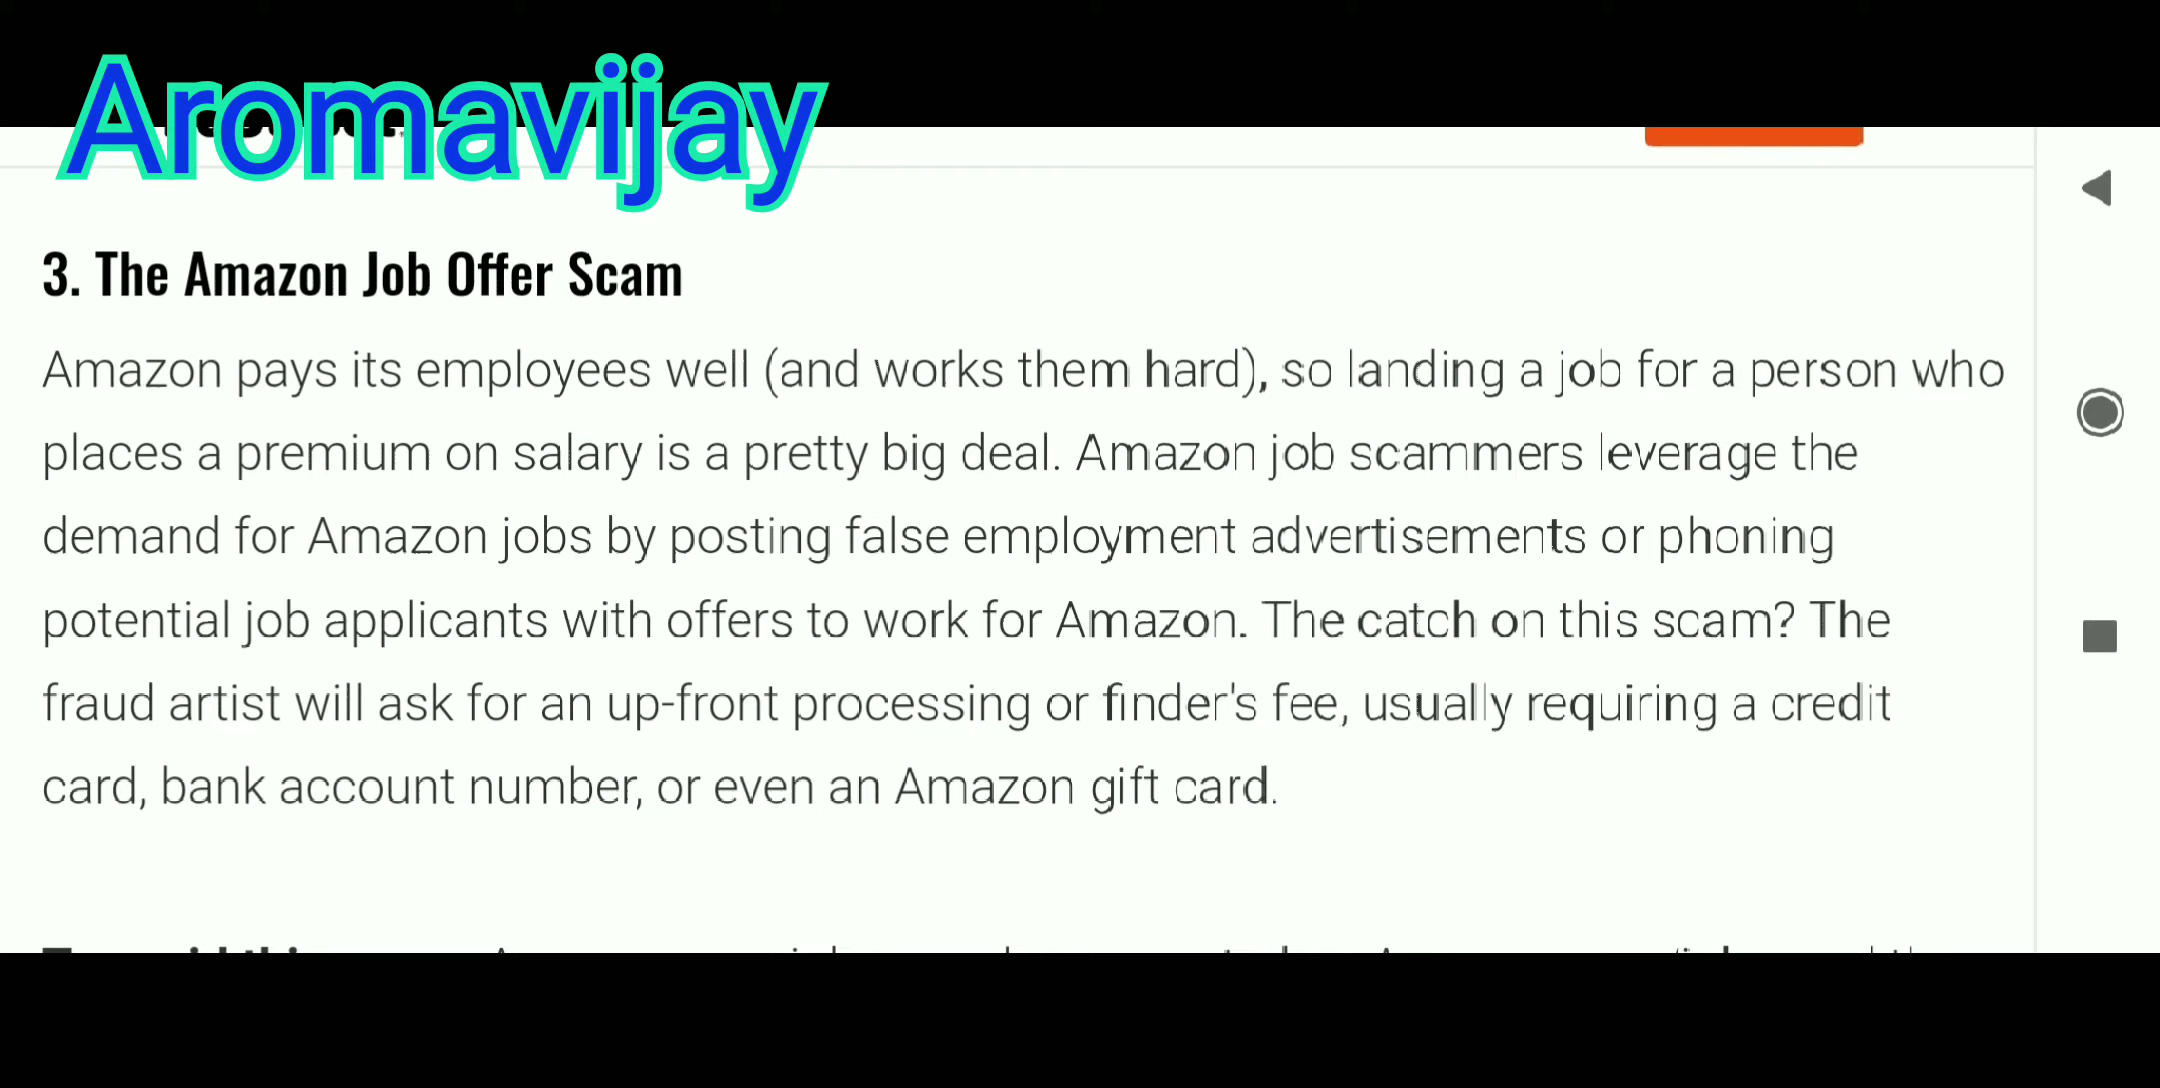 Aromavijay
3. The Amazon Job Offer Scam
Amazon pays its employees well (and works them hard), so landing a job for a person who
places a premium on salary is a pretty big deal. Amazon job scammers leverage the
demand for Amazon jobs by posting false employment advertisements or phoning
potential job applicants with offers to work for Amazon. The catch on this scam? The
fraud artist will ask for an up-front processing or finder's fee, usually requiring a credit
card, bank account number, or even an Amazon gift card.